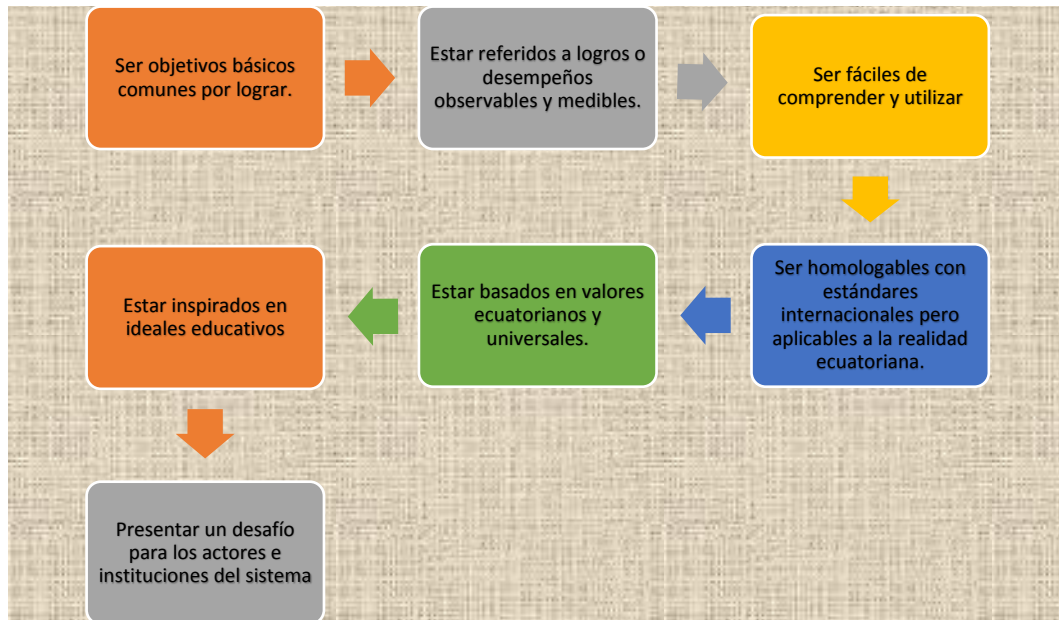 Ser objetivos básicos
comunes por lograr.
Estar referidos a logros o
desempeños
observables y medibles.
Ser fáciles de
comprender y utilizar
Ser homologables con
estándares
internacionales pero
aplicables a la realidad
ecuatoriana.
Estar basados en valores
ecuatorianos y
universales.
Estar inspirados en
ideales educativos
Presentar un desafío
para los actores e
instituciones del sistema